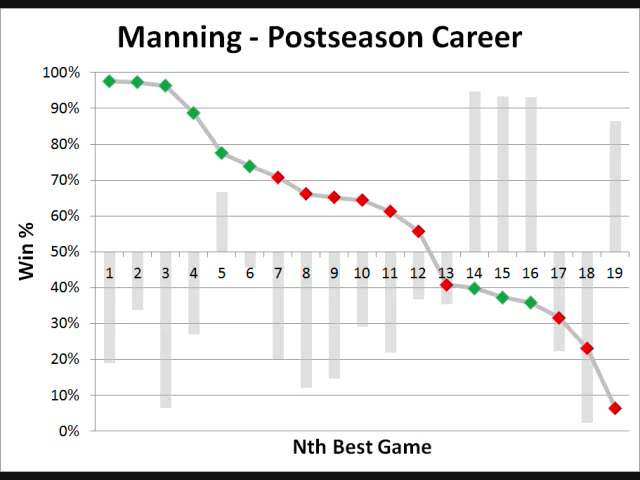 Manning - Postseason Career
100%
90%
80%
70%
60%
50%
40%
30%
20%
10%
0%
Win %
1 2 3 4 5 6 7 8 9 10 11 12 13 14 15 16 17 18 19
Nth Best Game